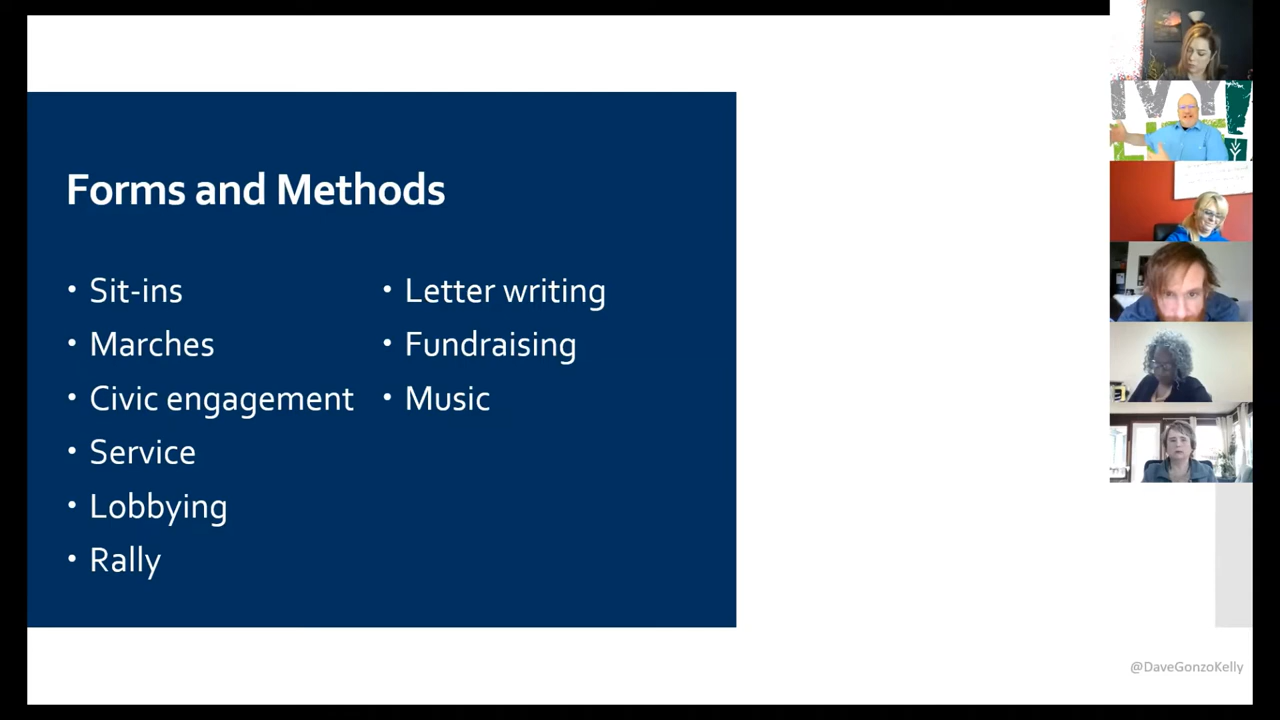 Forms and Methods
• Sit-ins
• Marches
• Civic engagement
• Service
• Lobbying
• Rally
• Letter writing
• Fundraising
• Music
@DaveGonzoKelly